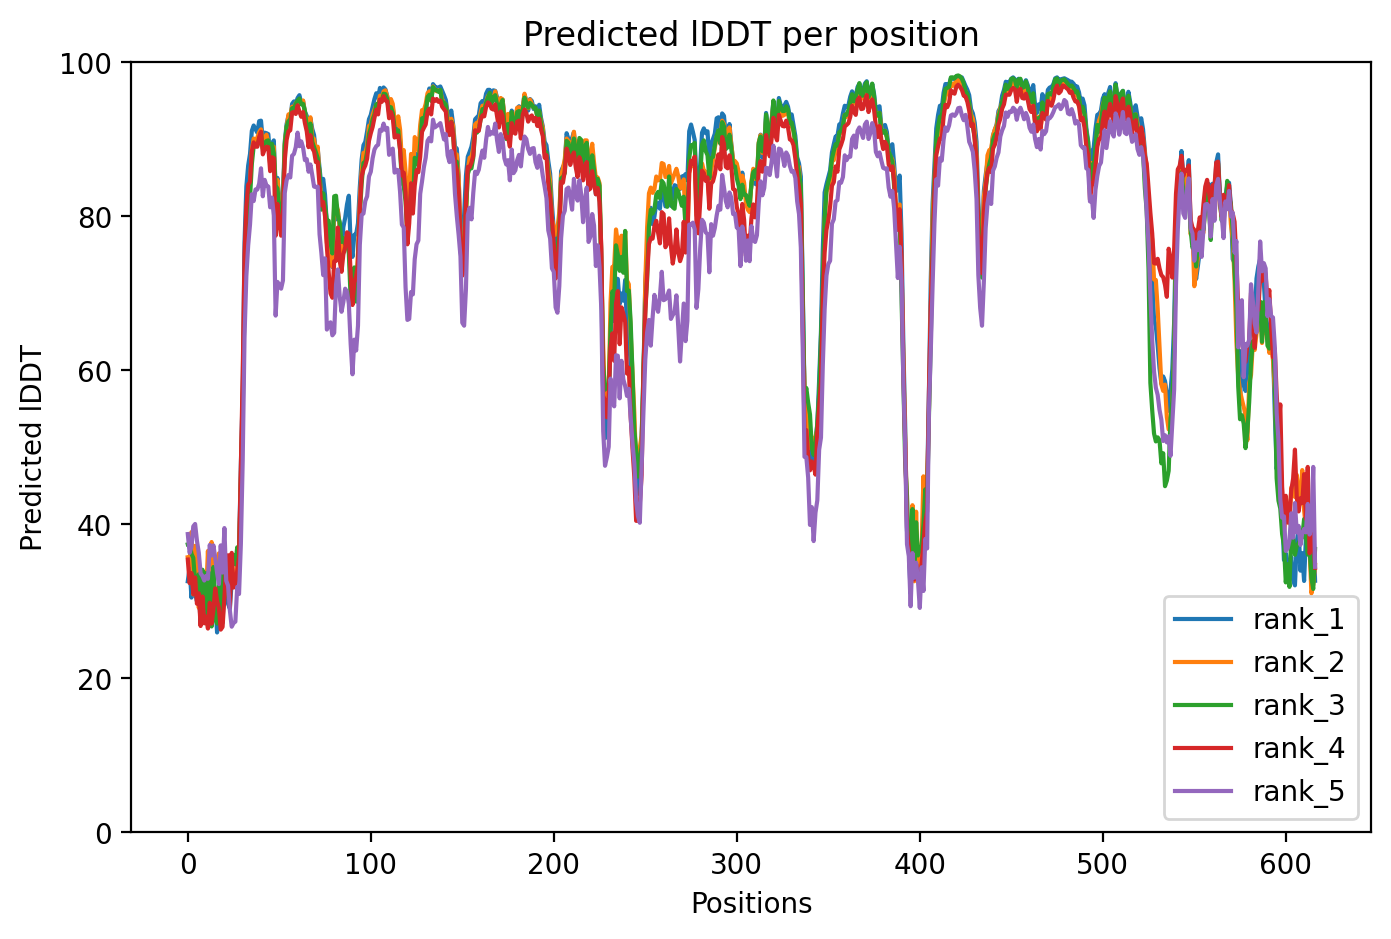 Predicted lDDT per position
100
80
60
40
20
0
Predicted lDDT
0 100 200 300 400 500 600
Positions
rank_1
rank_2
rank_3
rank_4
rank_5